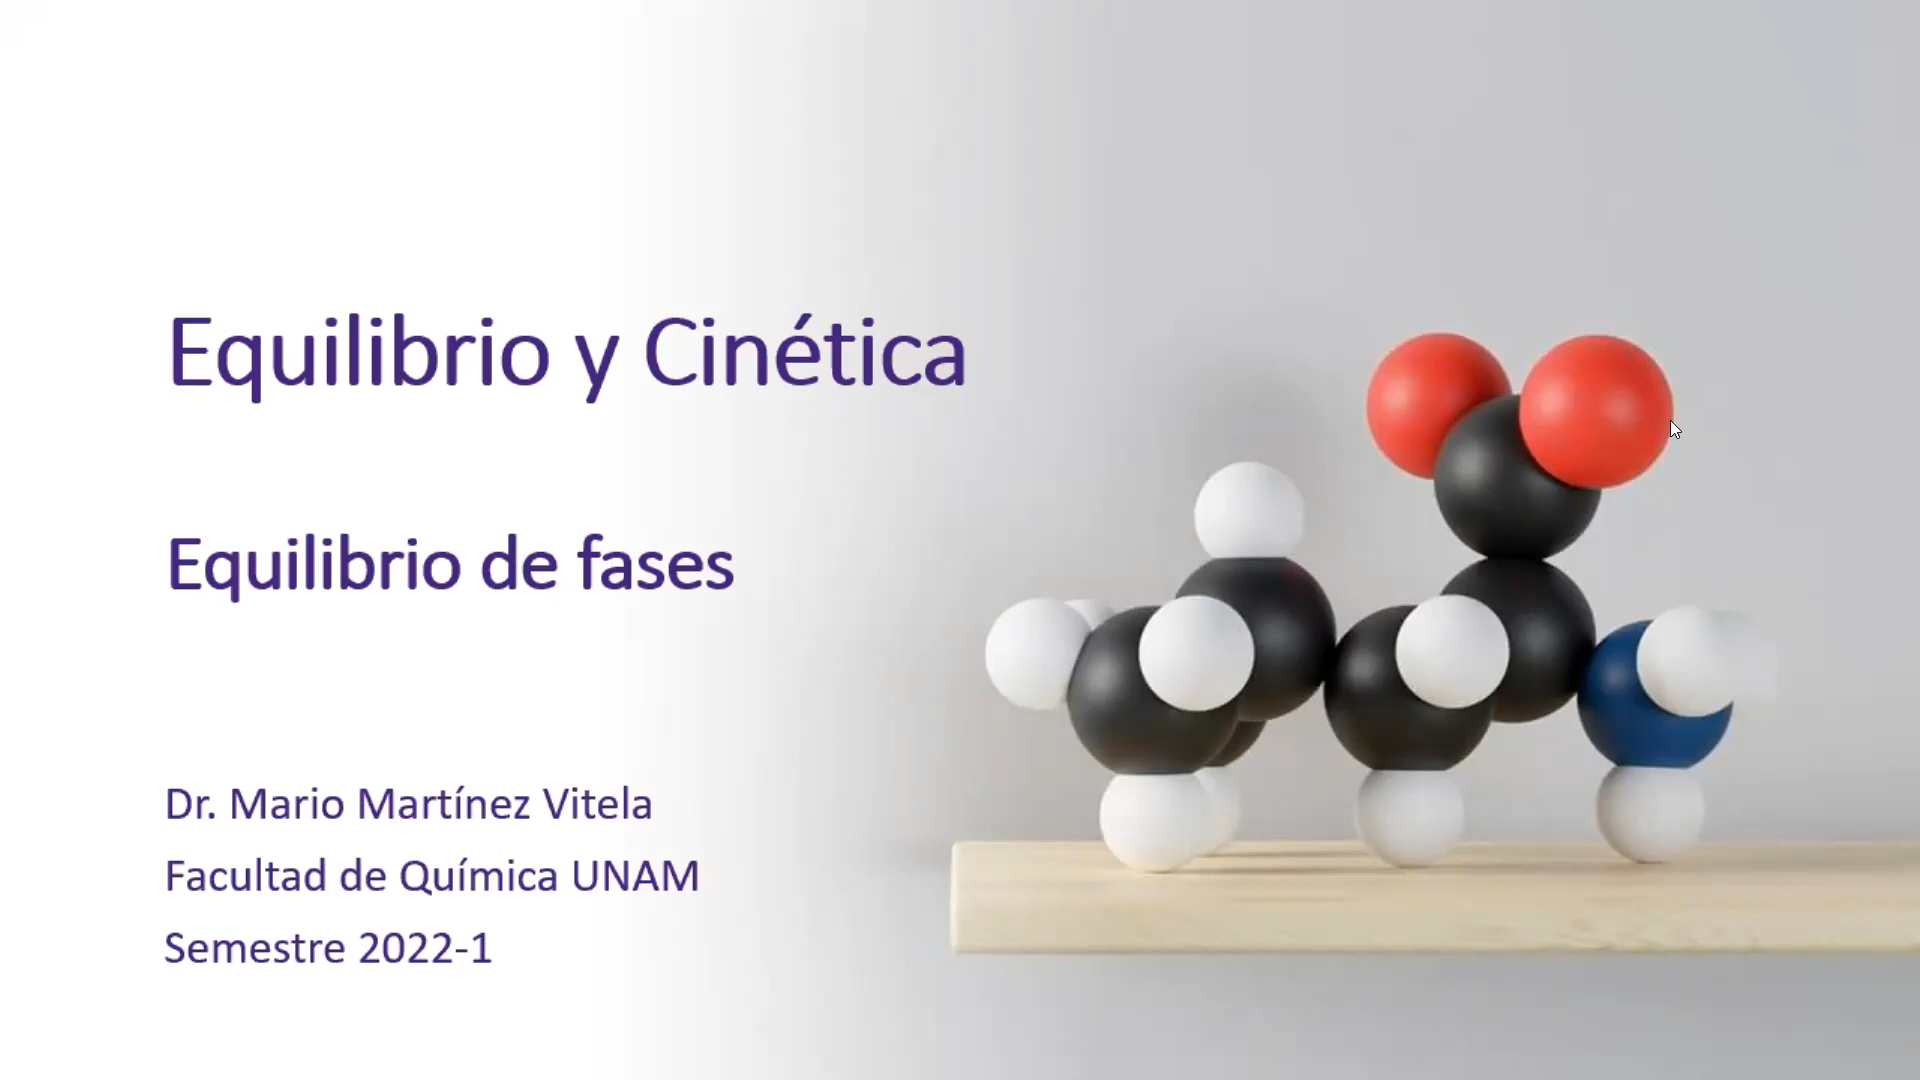 Equilibrio y Cinética
Equilibrio de fases
Dr. Mario Martínez Vitela
Facultad de Química UNAM
Semestre 2022-1